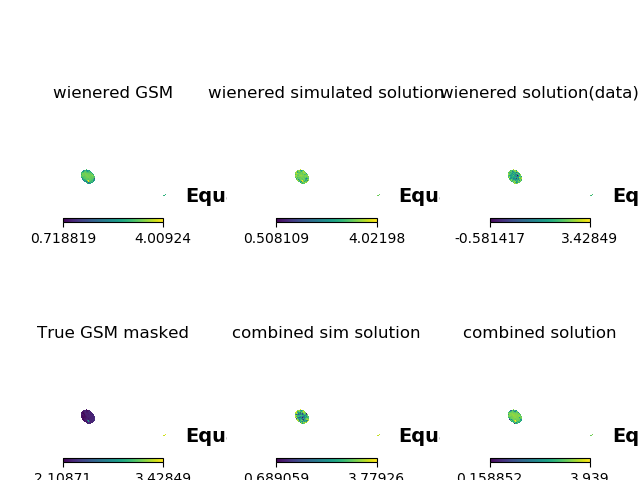 wienered GSM
wienered simulated solution
wienered solution(data)
Equ
Equ
Eq
0.718819 4.00924
0.508109 4.02198
-0.581417 3.42849
True GSM masked
combined sim solution
combined solution
Equ
Equ
Eq
2.10871 3.42849
0.689059 3.77926
0.158852 3.939